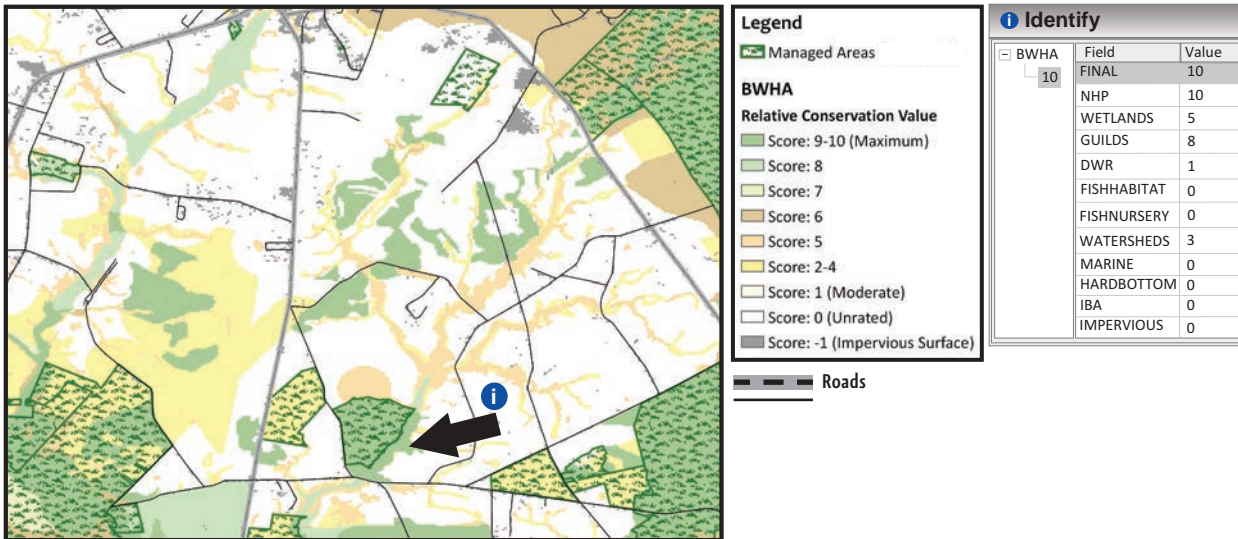 Legend
Managed Areas
BWHA
Relative Conservation Value
Score: 9-10 (Maximum)
Score: 8
Score: 7
Score: 6
Score: 5
Score: 2-4
Score: 1 (Moderate)
Score: 0 (Unrated)
Score: -1 (Impervious Surface)
Roads
i
i Identify
BWHA
10
Field Value
FINAL 10
NHP 10
WETLANDS 5
GUILDS 8
DWR 1
FISHHABITAT 0
FISHNURSERY 0
WATERSHEDS 3
MARINE 0
HARDBOTTOM 0
IBA 0
IMPERVIOUS 0